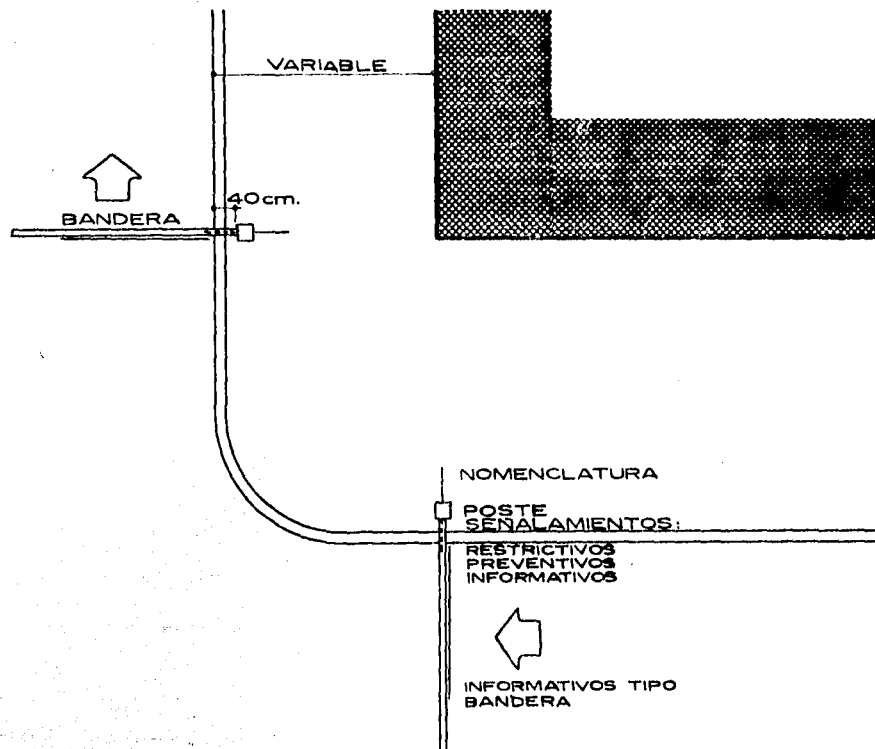 VARIABLE
40cm.
BANDERA
NOMENCLATURA
POSTE
SEÑALAMIENTOS:
RESTRICTIVOS
PREVENTIVOS
INFORMATIVOS
INFORMATIVOS TIPO
BANDERA